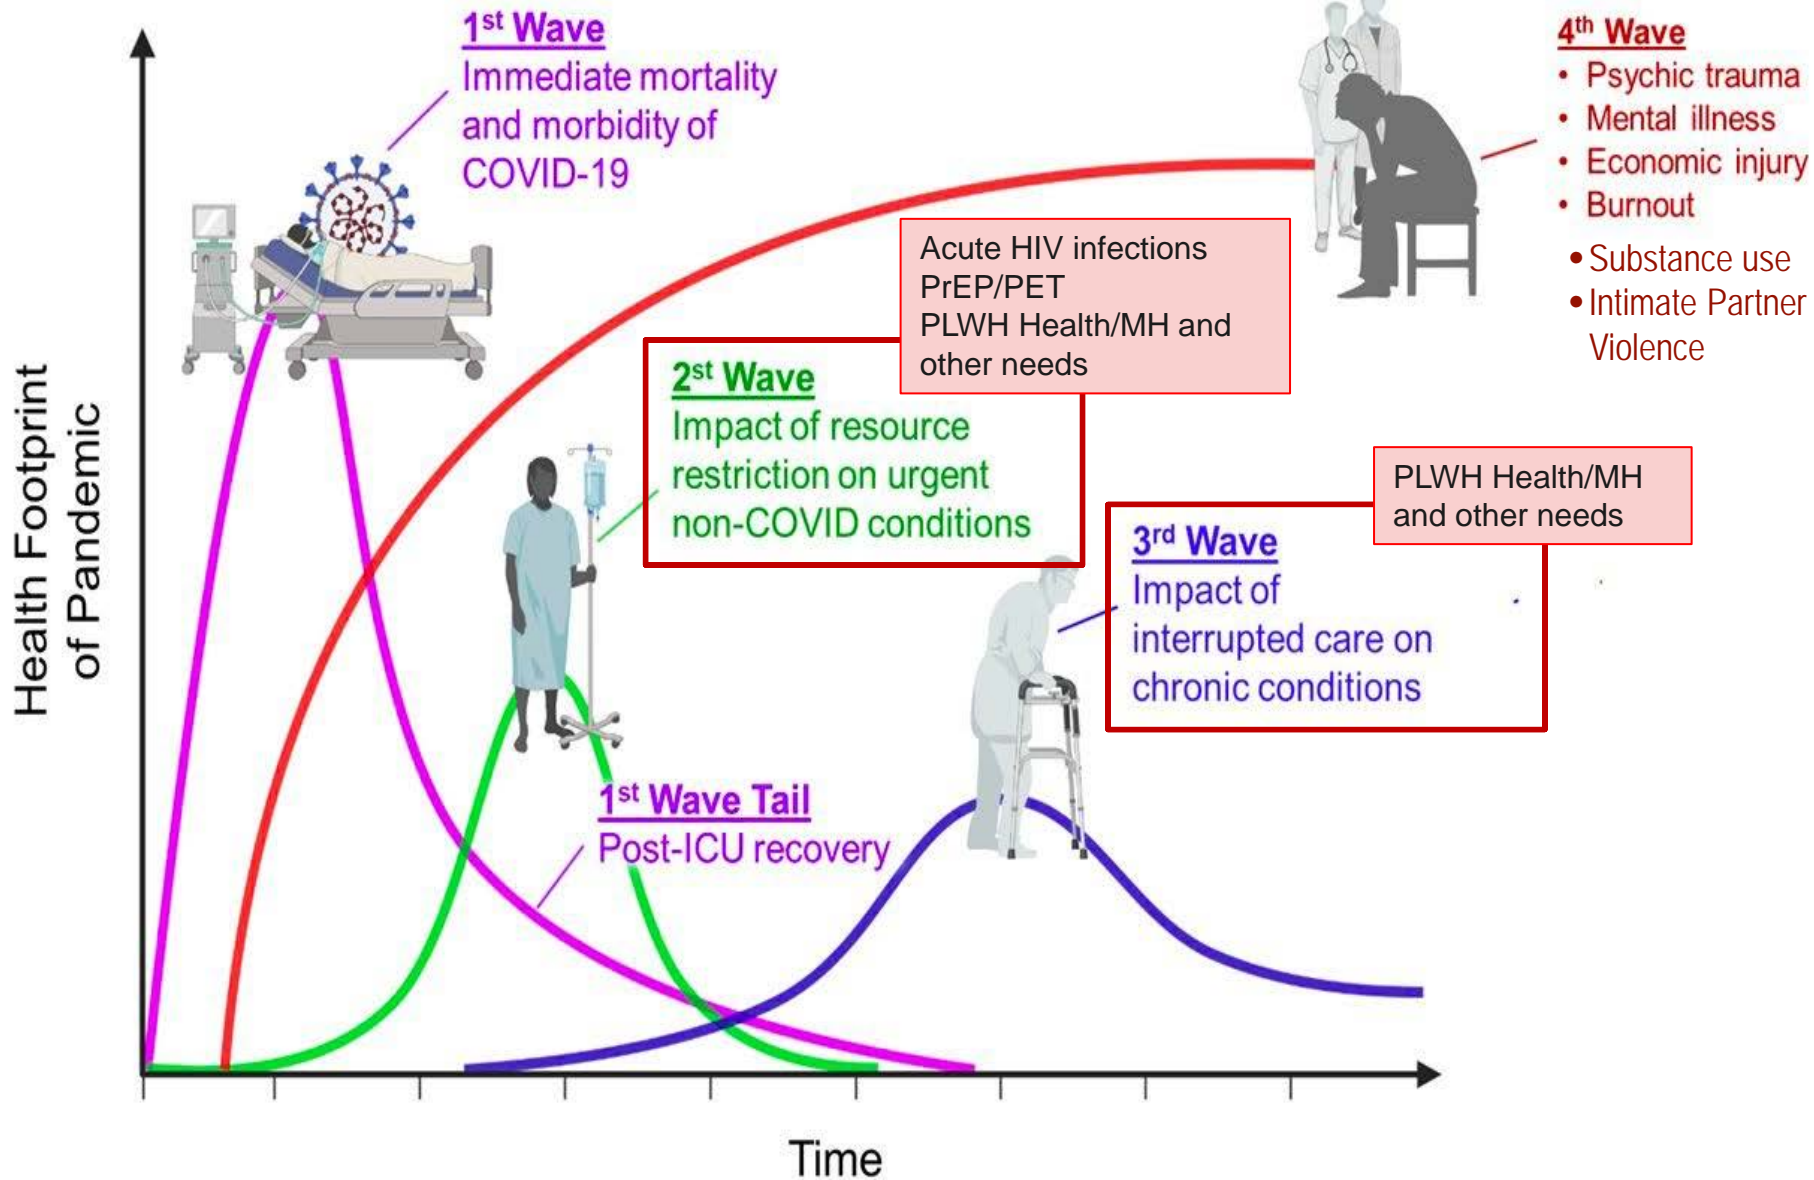 1st Wave
Immediate mortality
and morbidity of
COVID-19
4th Wave
• Psychic trauma
• Mental illness
• Economic injury
• Burnout
• Substance use
• Intimate Partner
Violence
Acute HIV infections
PrEP/PET
PLWH Health/MH and
other needs
2st Wave
Impact of resource
restriction on urgent
non-COVID conditions
PLWH Health/MH
and other needs
3rd Wave
Impact of
interrupted care on
chronic conditions
1st Wave Tail
Post-ICU recovery
Health Footprint
of Pandemic
Time